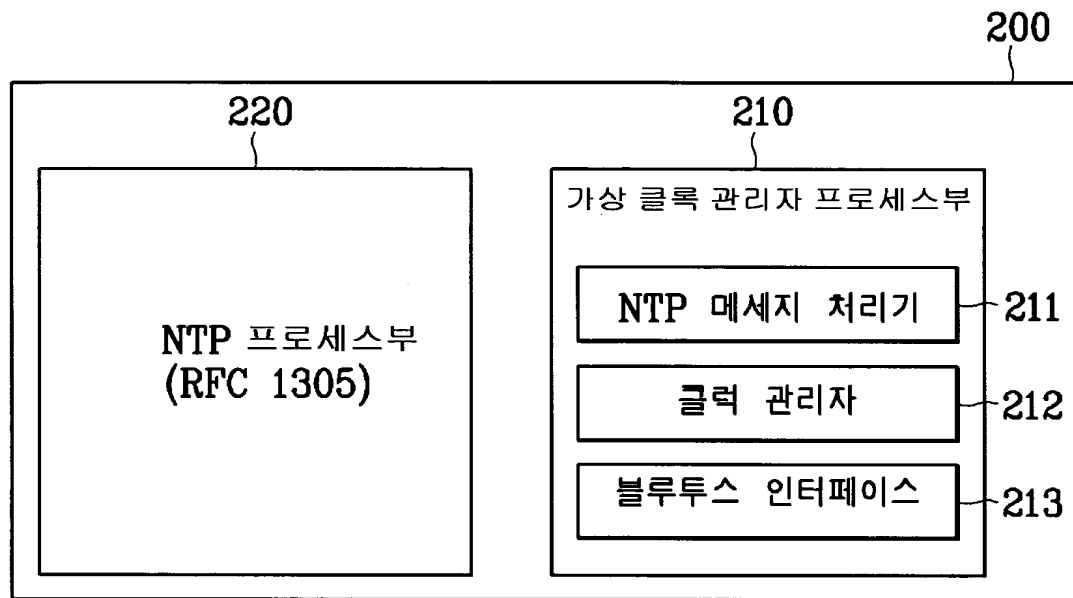 200
220
210
가상 클록 관리자 프로세스부
NTP 메세지 처리기
211
NTP 프로세스부
(RFC 1305)
클럭 관리자
212
블루투스 인터페이스
213